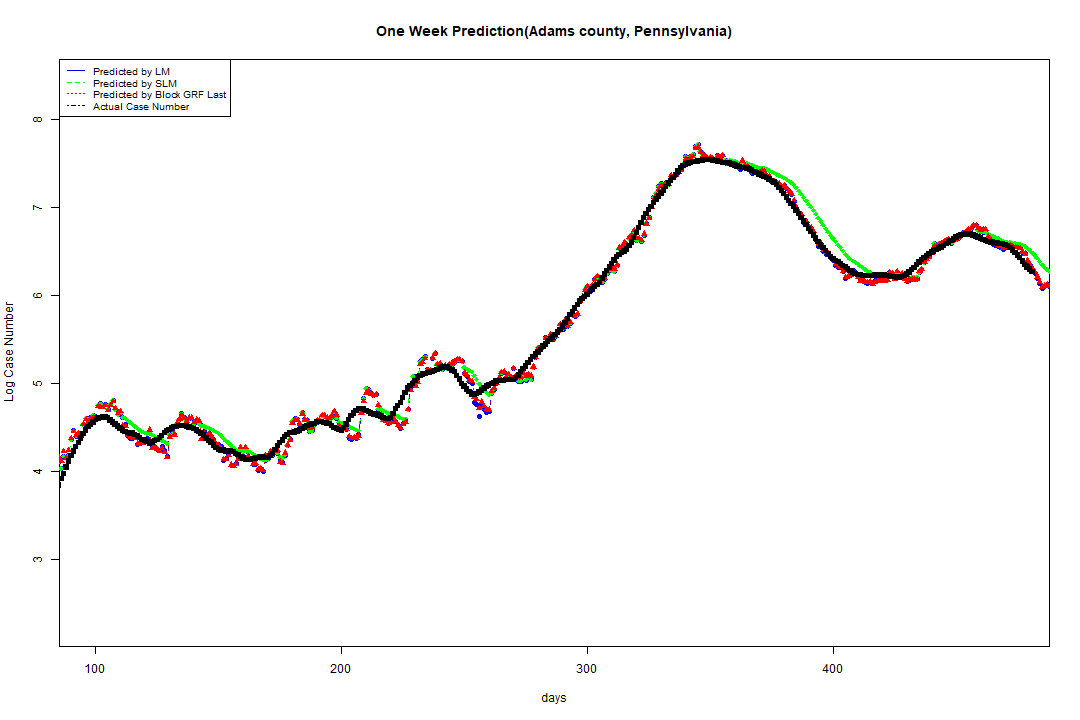 One Week Prediction(Adams county, Pennsylvania)
Predicted by LM
Predicted by SLM
Predicted by Block GRF Last
Actual Case Number
8
7
6
5
4
3
Log Case Number
100 200 300 400
days